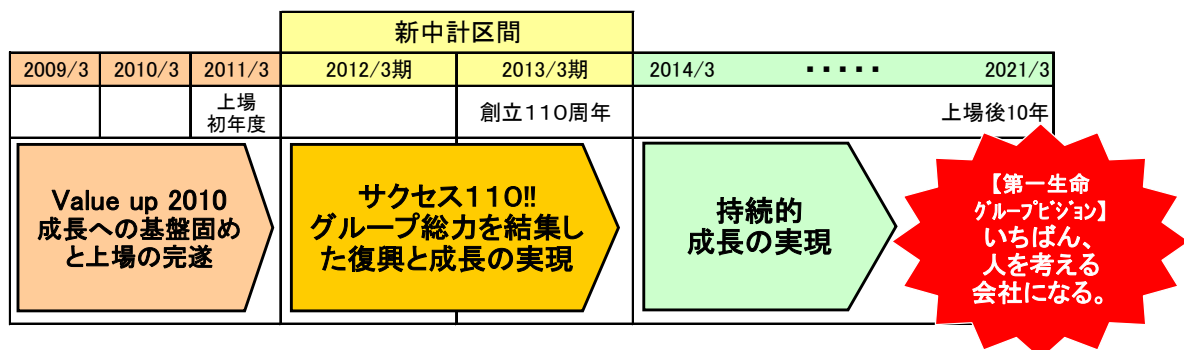 新中計区間
2009/3 2010/3 2011/3 2012/3期 2013/3期 2014/3 ・・・・・ 2021/3
上場
初年度
創立110周年
上場後10年
Value up 2010
成長への基盤固め
と上場の完遂
サクセス110!!
グループ総力を結集し
た復興と成長の実現
持続的
成長の実現
【第一生命
グループビジョン】
いちばん、
人を考える
会社になる。